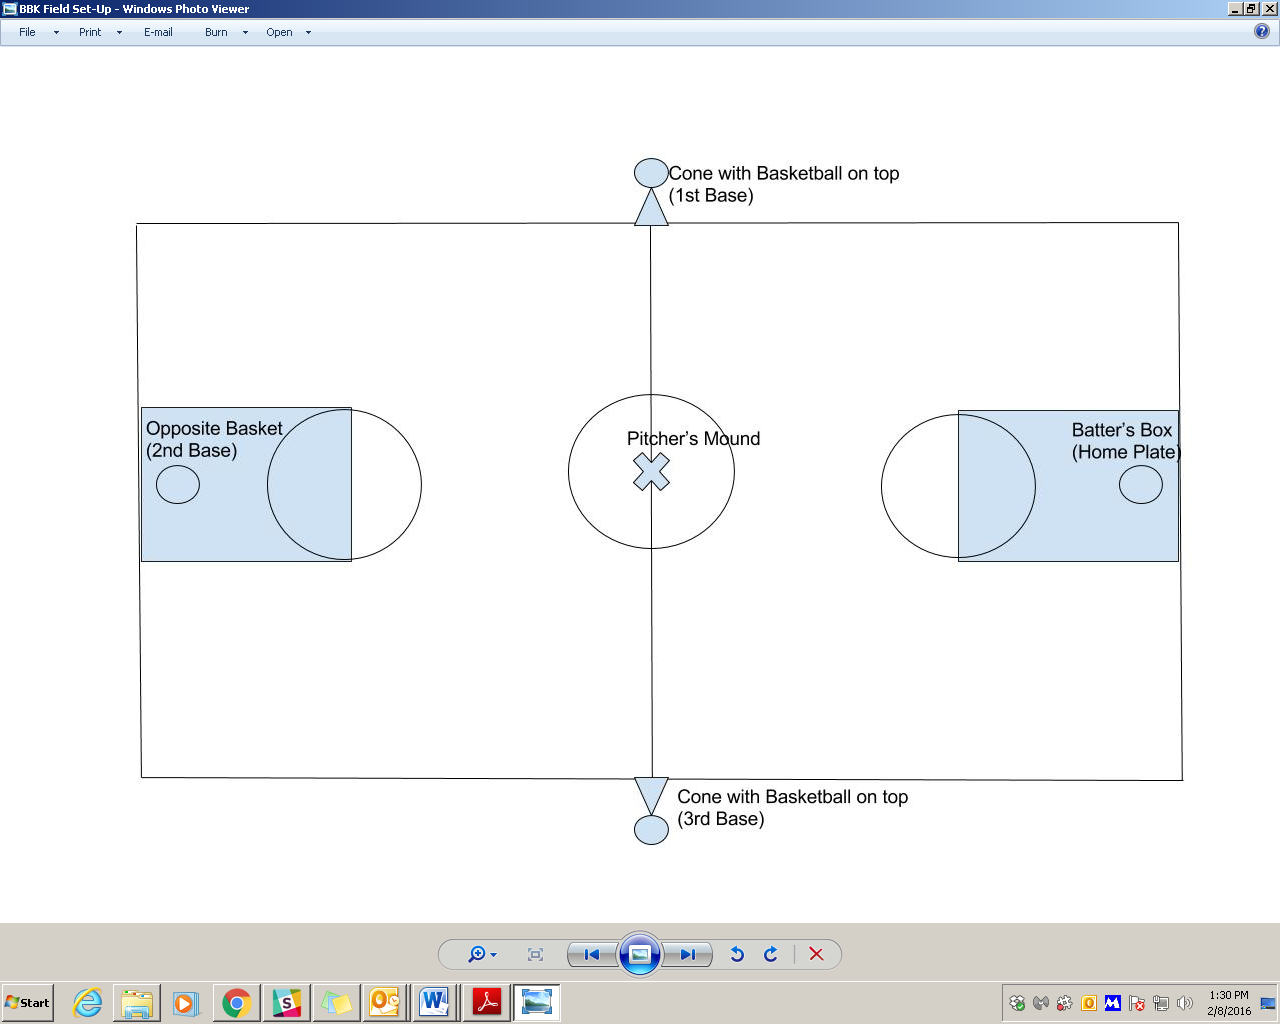 BBK Field Set-Up - Windows Photo Viewer
File Print E-mail Burn Open
Cone with Basketball on top
(1st Base)
Opposite Basket
(2nd Base)
Pitcher's Mound
Batter's Box
(Home Plate)
Cone with Basketball on top
(3rd Base)
Start
1:30 PM
2/8/2016